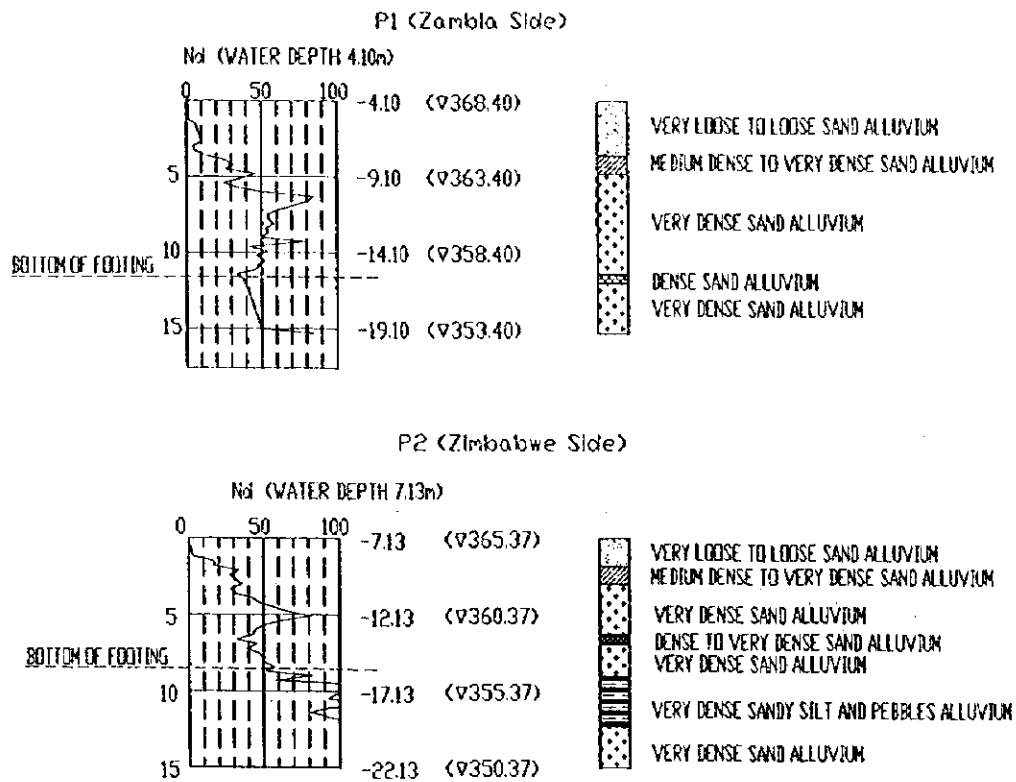 P1 (Zambia Side)
Nd (WATER DEPTH 4.10m)
0 50 100
-4.10 (∇368.40)
VERY LOOSE TO LOOSE SAND ALLUVIUM
MEDIUM DENSE TO VERY DENSE SAND ALLUVIUM
5
-9.10 (∇363.40)
VERY DENSE SAND ALLUVIUM
10
-14.10 (∇358.40)
BOTTOM OF FOOTING
DENSE SAND ALLUVIUM
VERY DENSE SAND ALLUVIUM
15
-19.10 (∇353.40)
P2 (Zimbabwe Side)
Nd (WATER DEPTH 7.13m)
0 50 100
-7.13 (∇365.37)
VERY LOOSE TO LOOSE SAND ALLUVIUM
MEDIUM DENSE TO VERY DENSE SAND ALLUVIUM
5
-12.13 (∇360.37)
VERY DENSE SAND ALLUVIUM
DENSE TO VERY DENSE SAND ALLUVIUM
BOTTOM OF FOOTING
VERY DENSE SAND ALLUVIUM
10
-17.13 (∇355.37)
VERY DENSE SANDY SILT AND PEBBLES ALLUVIUM
VERY DENSE SAND ALLUVIUM
15
-22.13 (∇350.37)